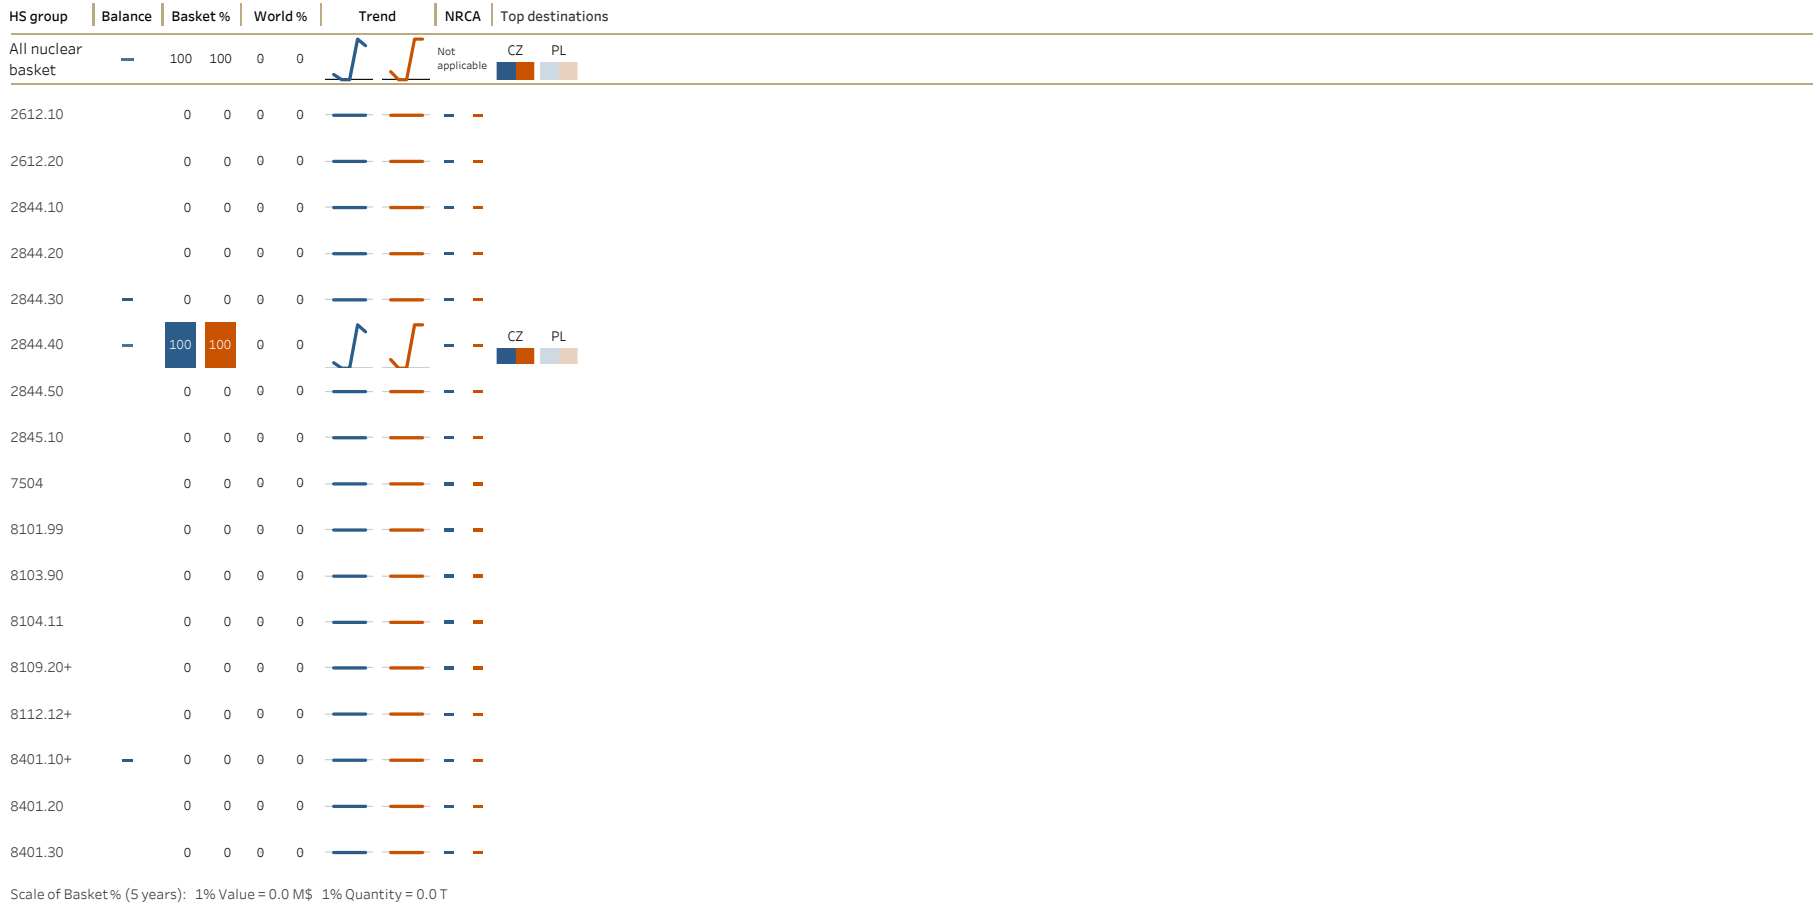 HS group Balance Basket % World % Trend NRCA Top destinations
All nuclear basket 100 100 0 0 Not applicable CZ PL
2612.10 0 0 0 0
2612.20 0 0 0 0
2844.10 0 0 0 0
2844.20 0 0 0 0
2844.30 0 0 0 0
2844.40 100 100 0 0 CZ PL
2844.50 0 0 0 0
2845.10 0 0 0 0
7504 0 0 0 0
8101.99 0 0 0 0
8103.90 0 0 0 0
8104.11 0 0 0 0
8109.20+ 0 0 0 0
8112.12+ 0 0 0 0
8401.10+ 0 0 0 0
8401.20 0 0 0 0
8401.30 0 0 0 0
Scale of Basket% (5 years): 1% Value = 0.0 M$ 1% Quantity = 0.0 T